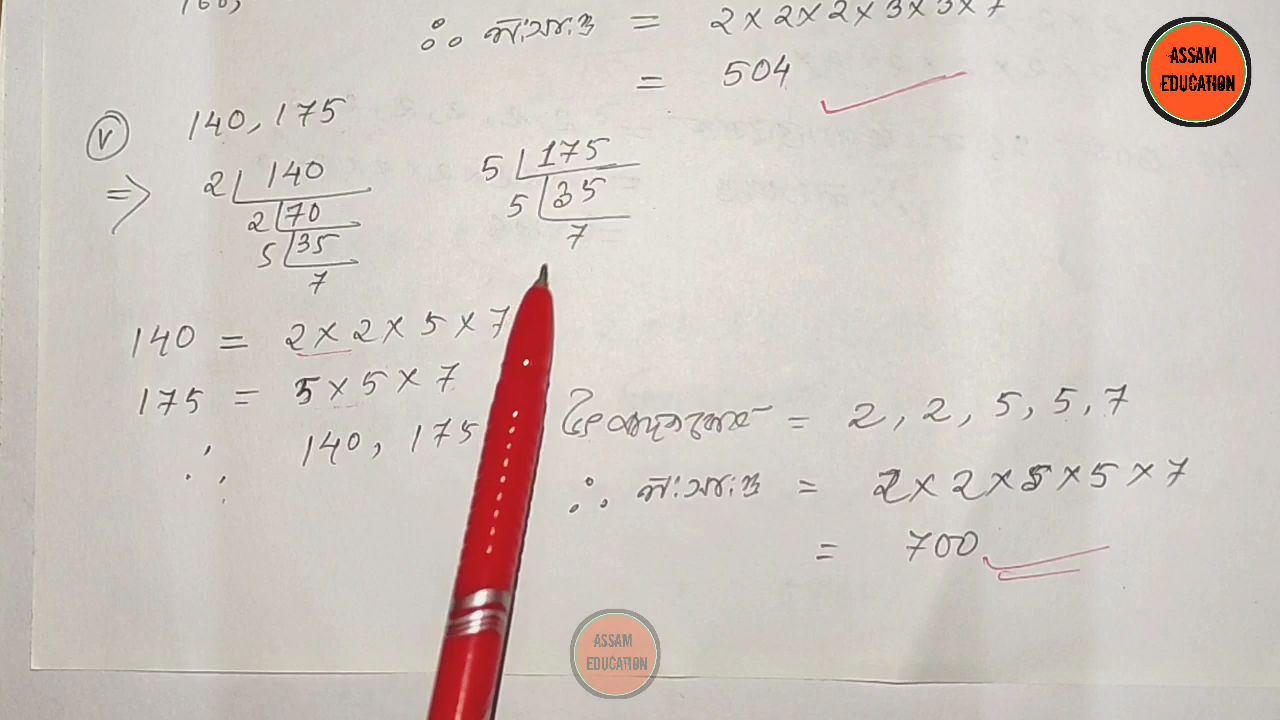 ∴ ল.সা.গু = 2 × 2 × 2 × 3 × 3 × 7
= 504
ASSAM
EDUCATION
(v) 140, 175
⇒ 2 | 140
2 | 70
5 | 35
7
5 | 175
5 | 35
7
140 = 2 × 2 × 5 × 7
175 = 5 × 5 × 7
∴ 140, 175
= 2, 2, 5, 5, 7
∴ ল.সা.গু = 2 × 2 × 5 × 5 × 7
= 700
ASSAM
EDUCATION